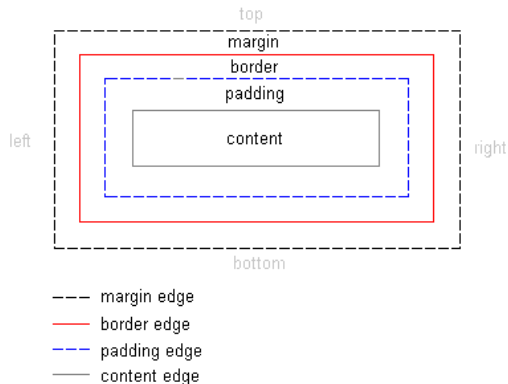 top
margin
border
padding
left
content
right
bottom
margin edge
border edge
padding edge
content edge